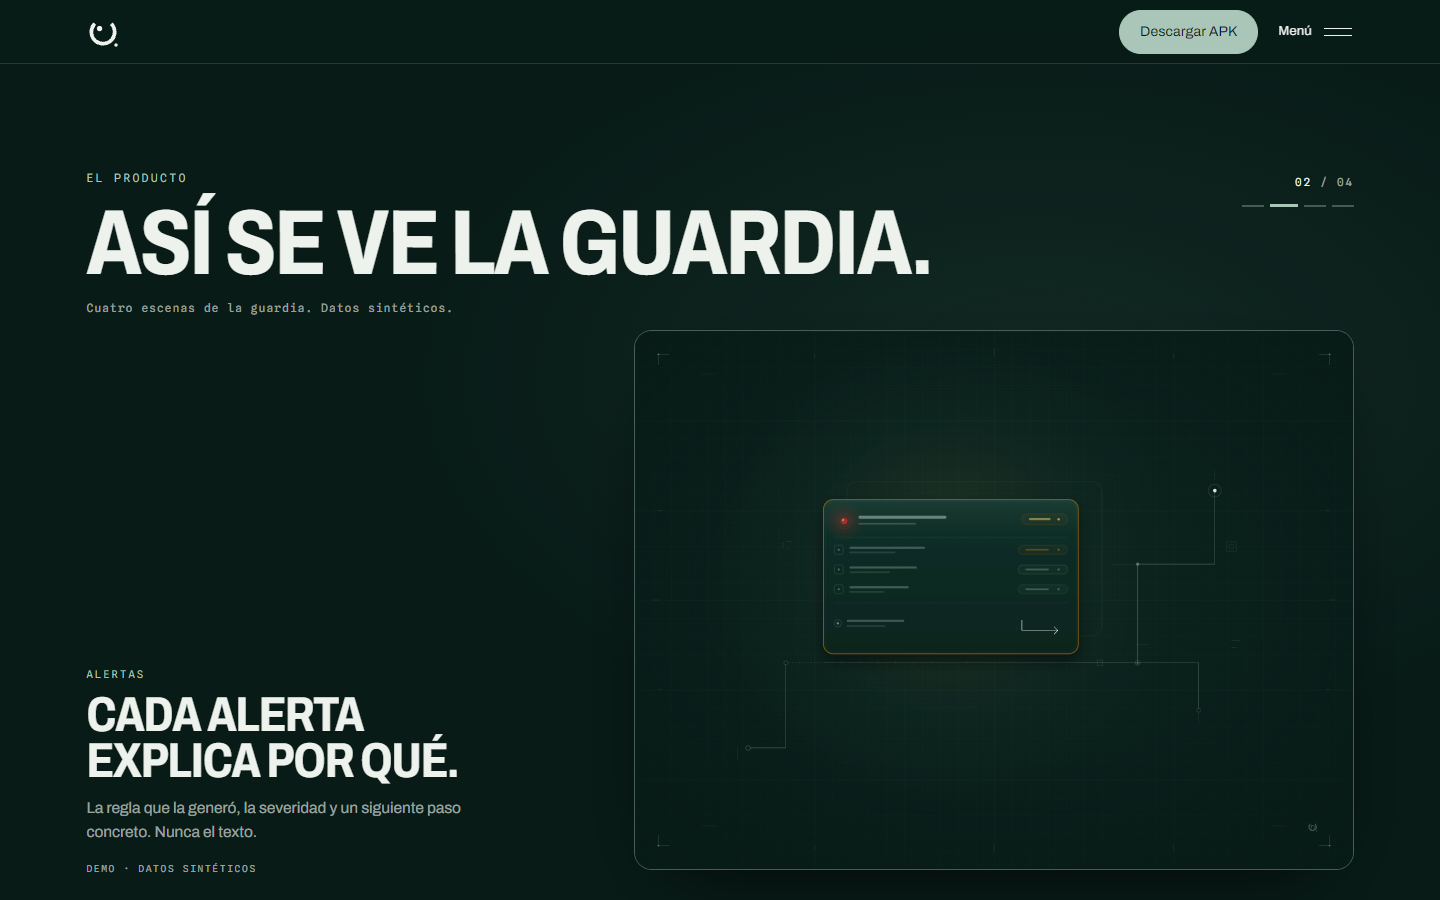 Descargar APK
Menú
EL PRODUCTO
02 / 04
ASÍ SE VE LA GUARDIA.
Cuatro escenas de la guardia. Datos sintéticos.
ALERTAS
CADA ALERTA
EXPLICA POR QUÉ.
La regla que la generó, la severidad y un siguiente paso
concreto. Nunca el texto.
DEMO · DATOS SINTÉTICOS